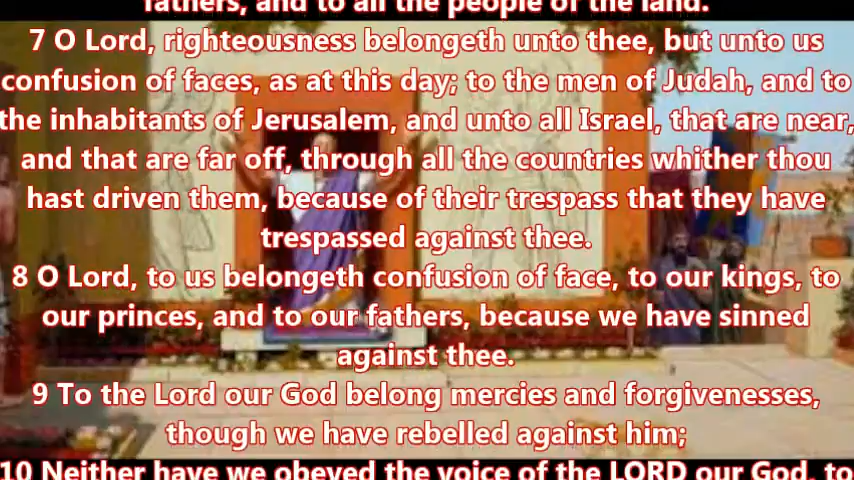 fathers, and to all the people of the land.
7 O Lord, righteousness belongeth unto thee, but unto us
confusion of faces, as at this day; to the men of Judah, and to
the inhabitants of Jerusalem, and unto all Israel, that are near,
and that are far off, through all the countries whither thou
hast driven them, because of their trespass that they have
trespassed against thee.
8 O Lord, to us belongeth confusion of face, to our kings, to
our princes, and to our fathers, because we have sinned
against thee.
9 To the Lord our God belong mercies and forgivenesses,
though we have rebelled against him;
10 Neither have we obeyed the voice of the LORD our God, to